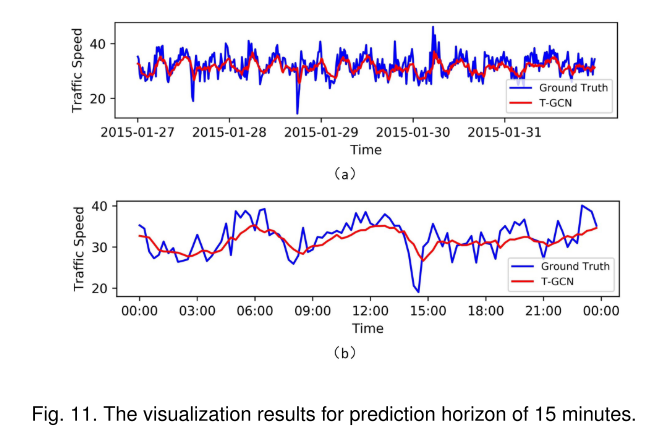 Traffic Speed
40
20
2015-01-27 2015-01-28 2015-01-29 2015-01-30 2015-01-31
Time
Ground Truth
T-GCN
（a）
Traffic Speed
40
30
20
00:00 03:00 06:00 09:00 12:00 15:00 18:00 21:00 00:00
Time
Ground Truth
T-GCN
（b）
Fig. 11. The visualization results for prediction horizon of 15 minutes.